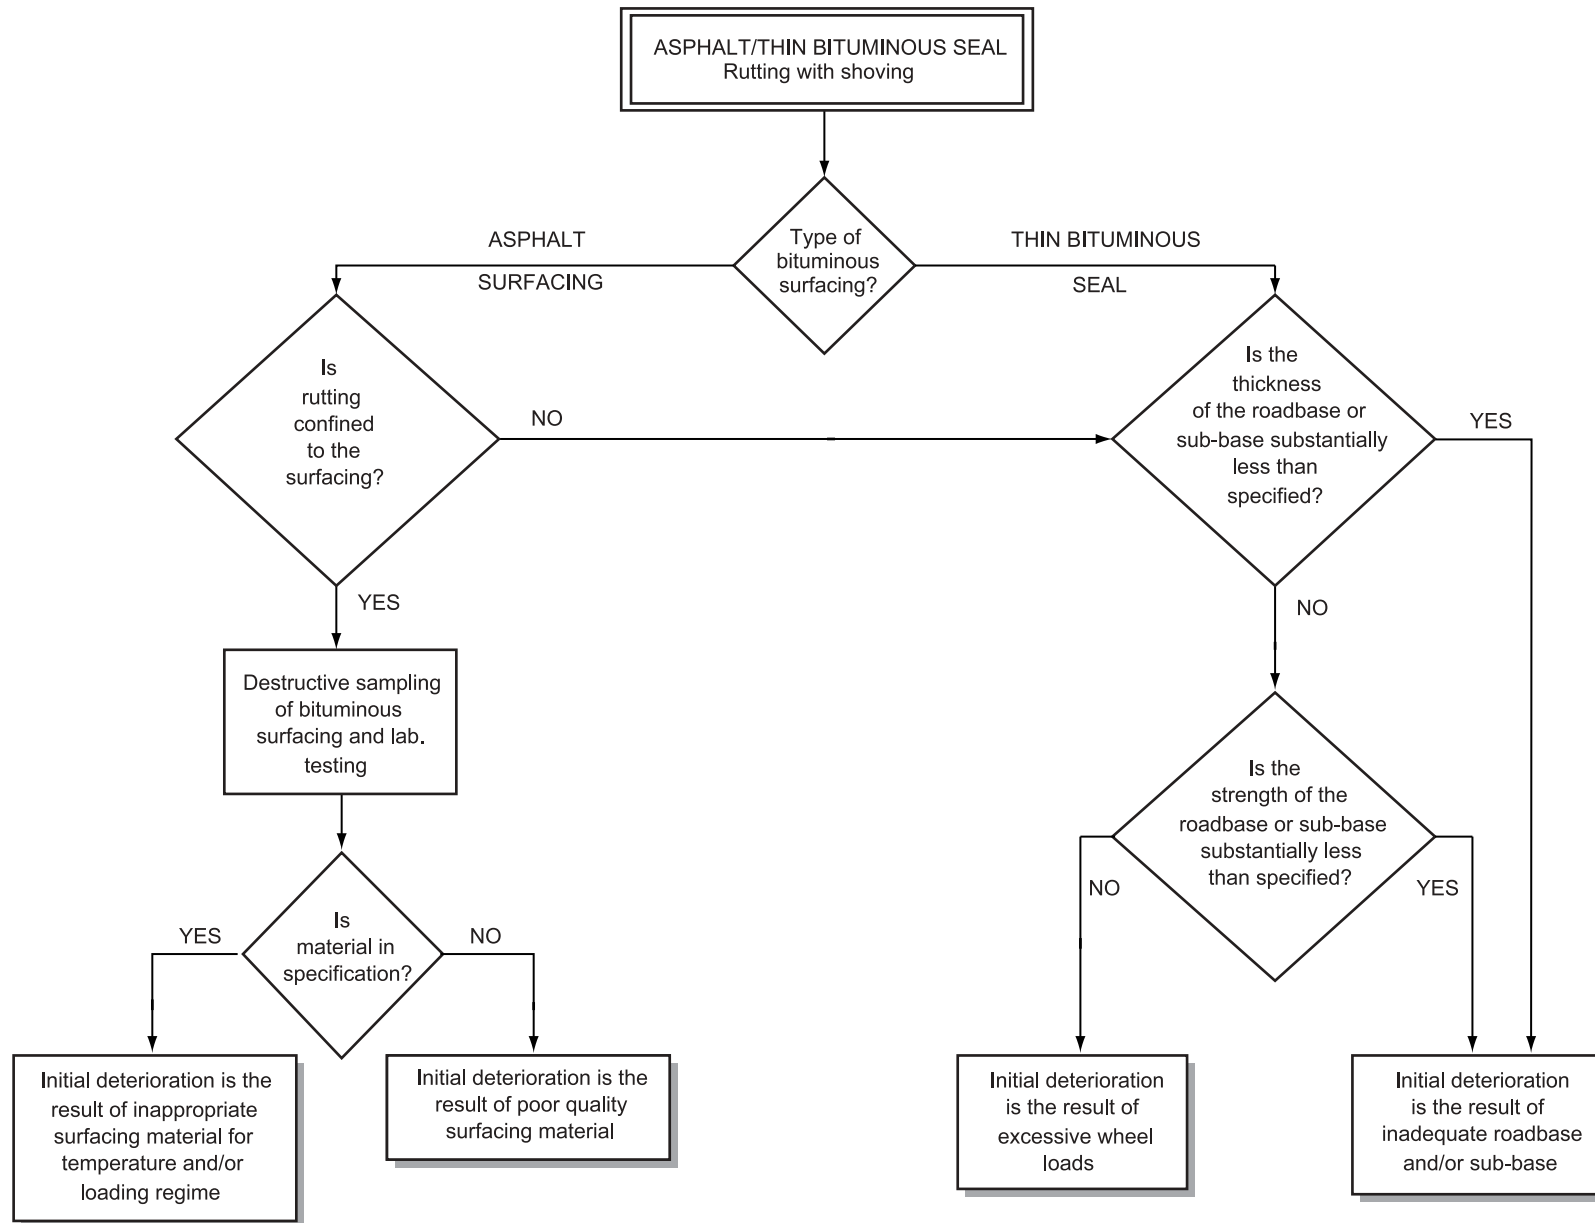 ASPHALT/THIN BITUMINOUS SEAL
Rutting with shoving
Type of
bituminous
surfacing?
ASPHALT
SURFACING
THIN BITUMINOUS
SEAL
Is
rutting
confined
to the
surfacing?
NO
Is the
thickness
of the roadbase or
sub-base substantially
less than
specified?
YES
YES
NO
Destructive sampling
of bituminous
surfacing and lab.
testing
Is the
strength of the
roadbase or sub-base
substantially less
than specified?
NO
YES
Is
material in
specification?
YES
NO
Initial deterioration is the
result of inappropriate
surfacing material for
temperature and/or
loading regime
Initial deterioration is the
result of poor quality
surfacing material
Initial deterioration
is the result of
excessive wheel
loads
Initial deterioration
is the result of
inadequate roadbase
and/or sub-base